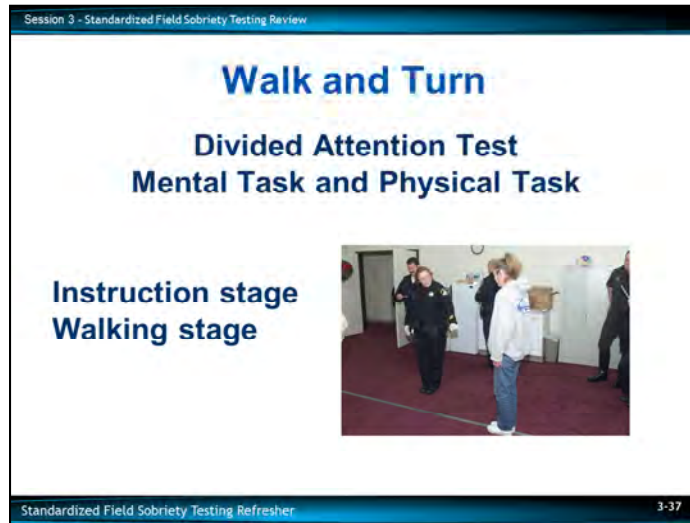 Session 3 - Standardized Field Sobriety Testing Review
Walk and Turn
Divided Attention Test
Mental Task and Physical Task
Instruction stage
Walking stage
Standardized Field Sobriety Testing Refresher
3-37